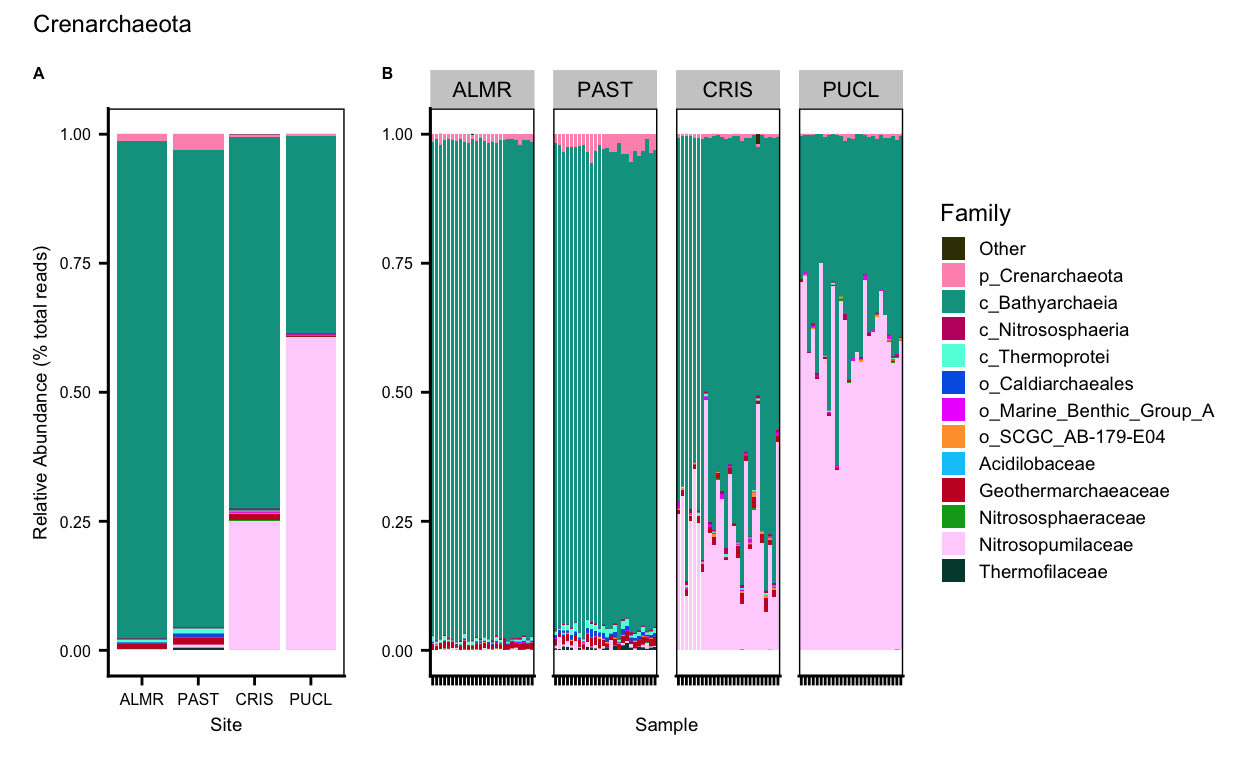 Crenarchaeota
A
B
ALMR
PAST
CRIS
PUCL
1.00
0.75
0.50
0.25
0.00
Relative Abundance (% total reads)
ALMR
PAST
CRIS
PUCL
Site
1.00
0.75
0.50
0.25
0.00
Sample
Family
Other
p_Crenarchaeota
c_Bathyarchaeia
c_Nitrososphaeria
c_Thermoprotei
o_Caldiarchaeales
o_Marine_Benthic_Group_A
o_SCGC_AB-179-E04
Acidilobaceae
Geothermarchaeaceae
Nitrososphaeraceae
Nitrosopumilaceae
Thermofilaceae